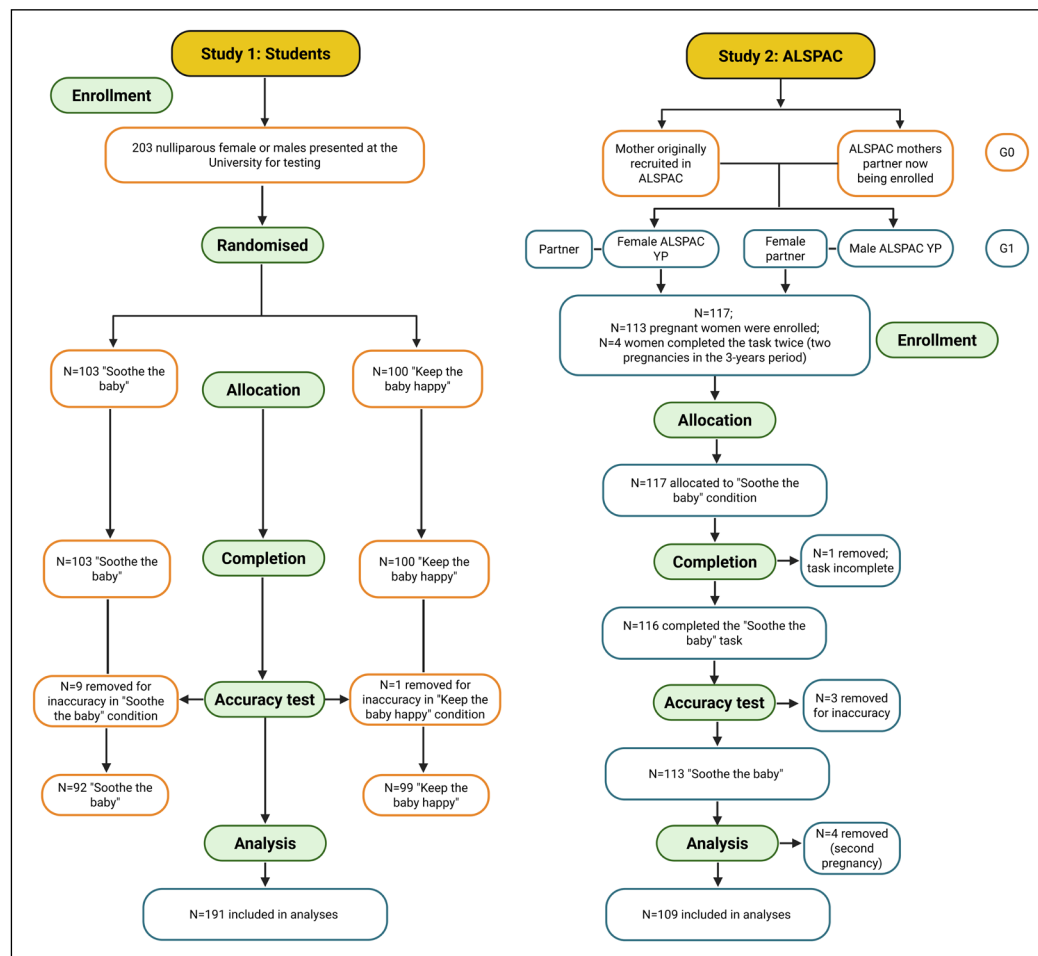 Study 1: Students
Enrollment
203 nulliparous female or males presented at the
University for testing
Randomised
N=103 "Soothe the
baby"
Allocation
N=100 "Keep the
baby happy"
N=103 "Soothe the
baby"
Completion
N=100 "Keep
the baby happy"
N=9 removed for
inaccuracy in "Soothe
the baby" condition
Accuracy test
N=1 removed for
inaccuracy in "Keep
the baby happy"
condition
N=92 "Soothe the
baby"
N=99 "Keep
the baby happy"
Analysis
N=191 included in analyses
Study 2: ALSPAC
Mother originally
recruited in
ALSPAC
ALSPAC mothers
partner now
being enrolled
G0
Partner
Female ALSPAC
YP
Female
partner
Male ALSPAC YP
G1
N=117;
N=113 pregnant women were enrolled;
N=4 women completed the task twice (two
pregnancies in the 3-years period)
Enrollment
Allocation
N=117 allocated to "Soothe the
baby" condition
Completion
N=1 removed;
task incomplete
N=116 completed the "Soothe the
baby" task
Accuracy test
N=3 removed
for inaccuracy
N=113 "Soothe the baby"
Analysis
N=4 removed
(second
pregnancy)
N=109 included in analyses